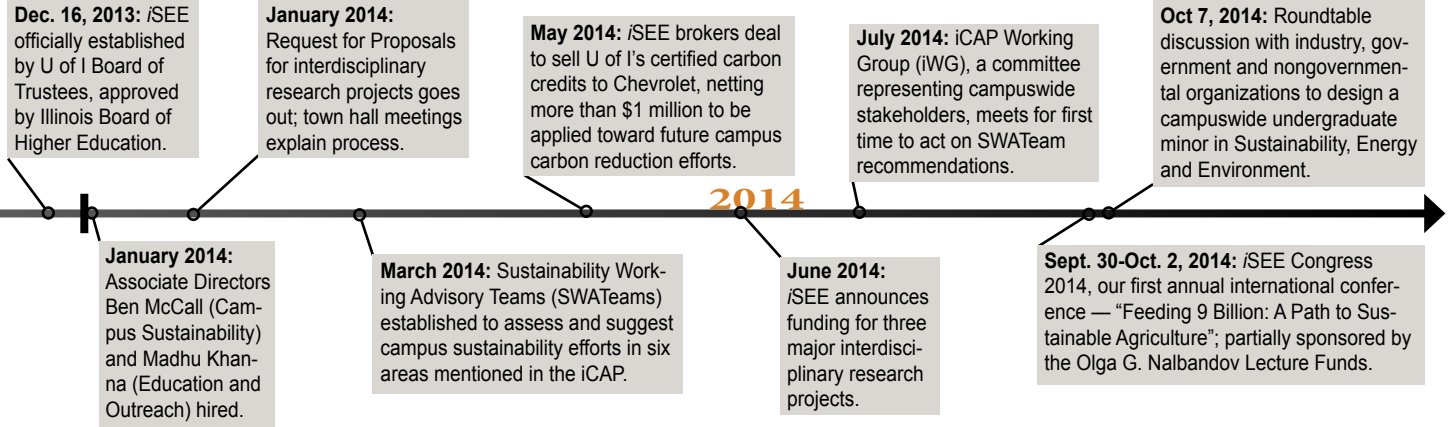 Dec. 16, 2013: iSEE
officially established
by U of I Board of
Trustees, approved
by Illinois Board of
Higher Education.
January 2014:
Request for Proposals
for interdisciplinary
research projects goes
out; town hall meetings
explain process.
May 2014: iSEE brokers deal
to sell U of I's certified carbon
credits to Chevrolet, netting
more than $1 million to be
applied toward future campus
carbon reduction efforts.
July 2014: iCAP Working
Group (iWG), a committee
representing campuswide
stakeholders, meets for first
time to act on SWATeam
recommendations.
Oct 7, 2014: Roundtable
discussion with industry, gov-
ernment and nongovernmen-
tal organizations to design a
campuswide undergraduate
minor in Sustainability, Energy
and Environment.
2014
January 2014:
Associate Directors
Ben McCall (Cam-
pus Sustainability)
and Madhu Khan-
na (Education and
Outreach) hired.
March 2014: Sustainability Work-
ing Advisory Teams (SWATeams)
established to assess and suggest
campus sustainability efforts in six
areas mentioned in the iCAP.
June 2014:
iSEE announces
funding for three
major interdisci-
plinary research
projects.
Sept. 30-Oct. 2, 2014: iSEE Congress
2014, our first annual international confer-
ence — “Feeding 9 Billion: A Path to Sus-
tainable Agriculture”; partially sponsored by
the Olga G. Nalbandov Lecture Funds.